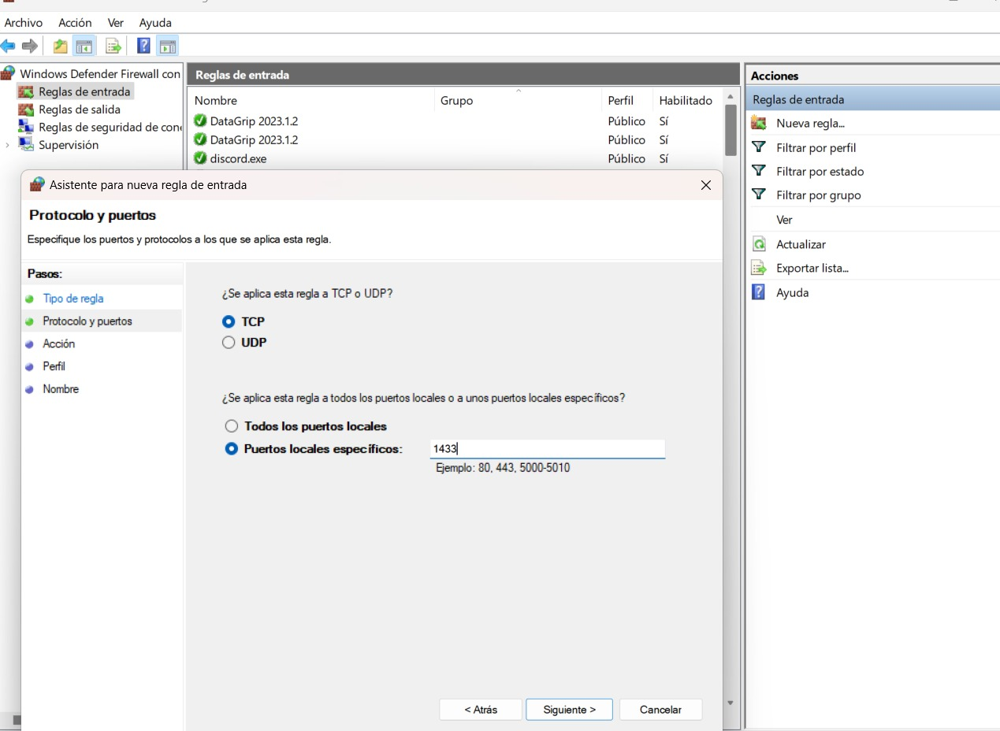 Archivo Acción Ver Ayuda
Windows Defender Firewall con
Reglas de entrada
Reglas de salida
Reglas de seguridad de con
Supervisión
Reglas de entrada
Nombre Grupo Perfil Habilitado
DataGrip 2023.1.2 Público Sí
DataGrip 2023.1.2 Público Sí
discord.exe Público Sí
Acciones
Reglas de entrada
Nueva regla...
Filtrar por perfil
Filtrar por estado
Filtrar por grupo
Ver
Actualizar
Exportar lista...
Ayuda
Asistente para nueva regla de entrada
Protocolo y puertos
Especifique los puertos y protocolos a los que se aplica esta regla.
Pasos:
Tipo de regla
Protocolo y puertos
Acción
Perfil
Nombre
¿Se aplica esta regla a TCP o UDP?
TCP
UDP
¿Se aplica esta regla a todos los puertos locales o a unos puertos locales específicos?
Todos los puertos locales
Puertos locales específicos: 1433
Ejemplo: 80, 443, 5000-5010
< Atrás Siguiente > Cancelar